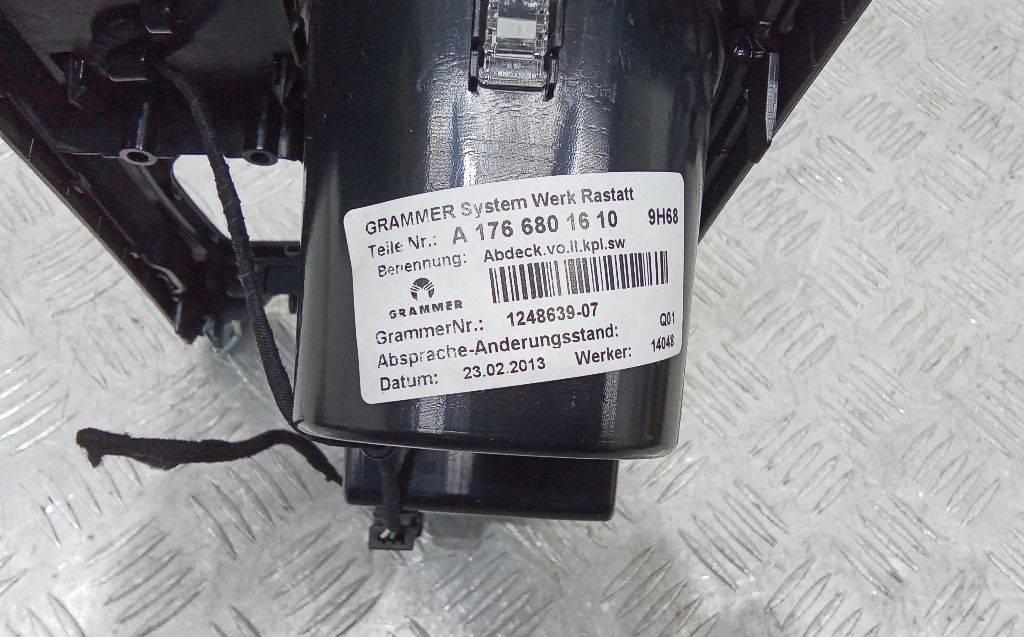 GRAMMER System Werk Rastatt
Teile Nr.: A 176 680 16 10 9H68
Benennung: Abdeck.vo.li.kpl.sw
GRAMMER
GrammerNr.: 1248639-07
Absprache-Änderungsstand: Q01
Datum: 23.02.2013 Werker: 14048